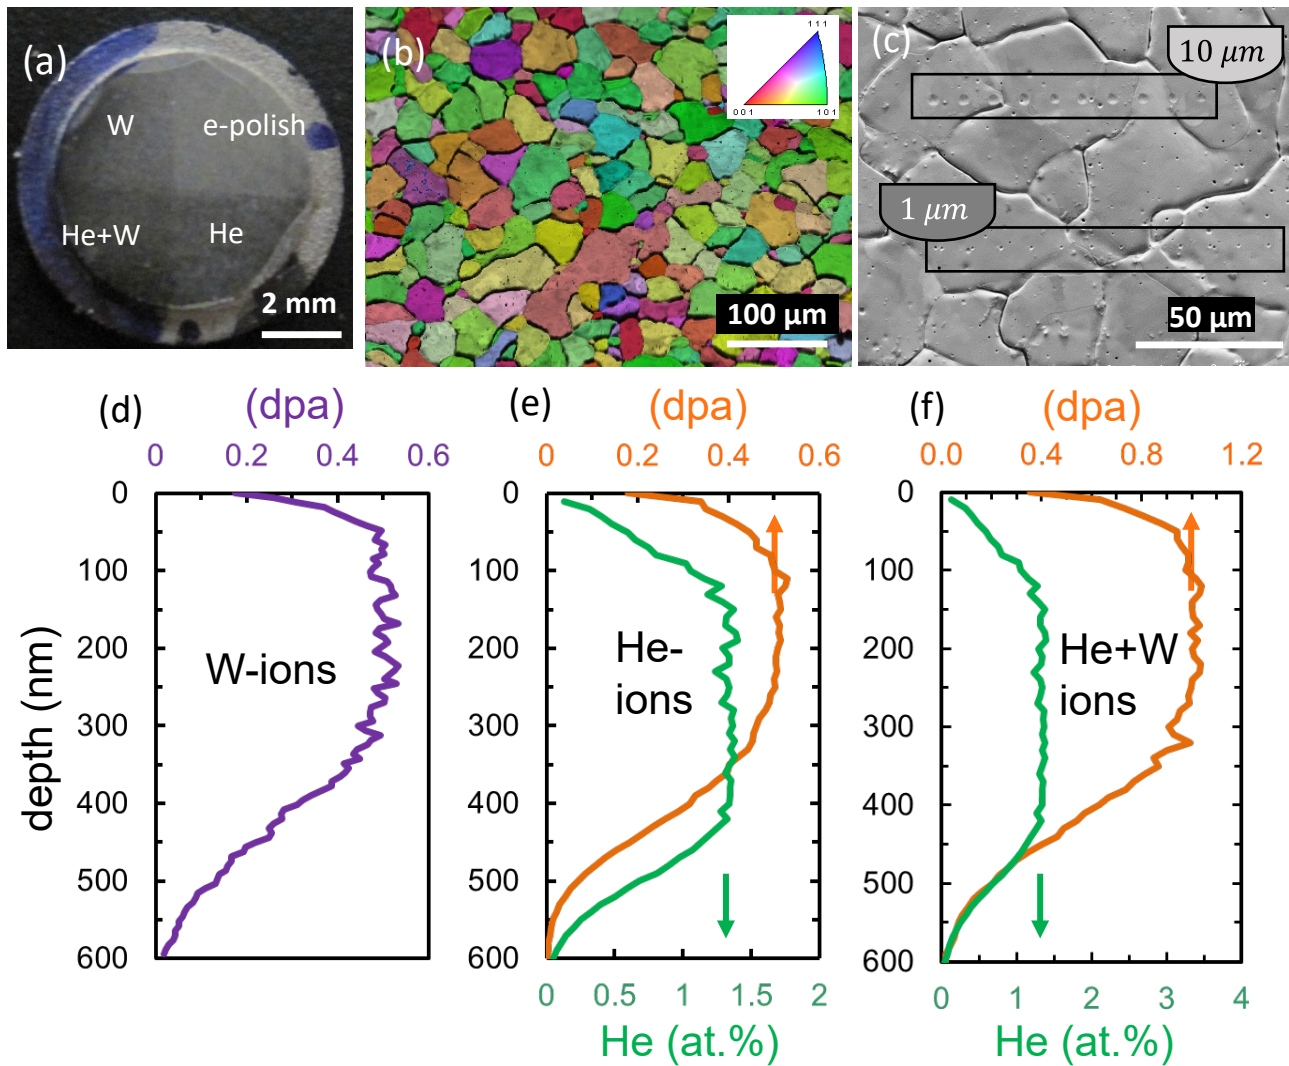 (a)
W
e-polish
He+W
He
2 mm
(b)
111
001
101
100 µm
(c)
10 µm
1 µm
50 µm
(d)
(dpa)
0 0.2 0.4 0.6
depth (nm)
0
100
200
300
400
500
600
W-ions
(e)
(dpa)
0 0.2 0.4 0.6
0
100
200
300
400
500
600
He-
ions
0 0.5 1 1.5 2
He (at.%)
(f)
(dpa)
0.0 0.4 0.8 1.2
0
100
200
300
400
500
600
He+W
ions
0 1 2 3 4
He (at.%)